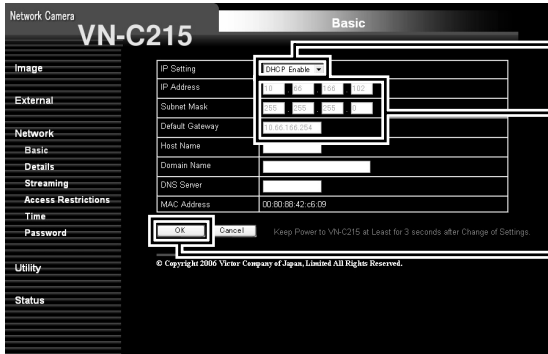 Network Camera
VN-C215
Basic
Image
External
Network
Basic
Details
Streaming
Access Restrictions
Time
Password
Utility
Status
IP Setting DHCP Enable
IP Address 10 . 66 . 166 . 102
Subnet Mask 255 . 255 . 255 . 0
Default Gateway 10.66.166.254
Host Name
Domain Name
DNS Server
MAC Address 00:80:88:42:c6:09
OK Cancel Keep Power to VN-C215 at Least for 3 seconds after Change of Settings.
© Copyright 2006 Victor Company of Japan, Limited All Rights Reserved.